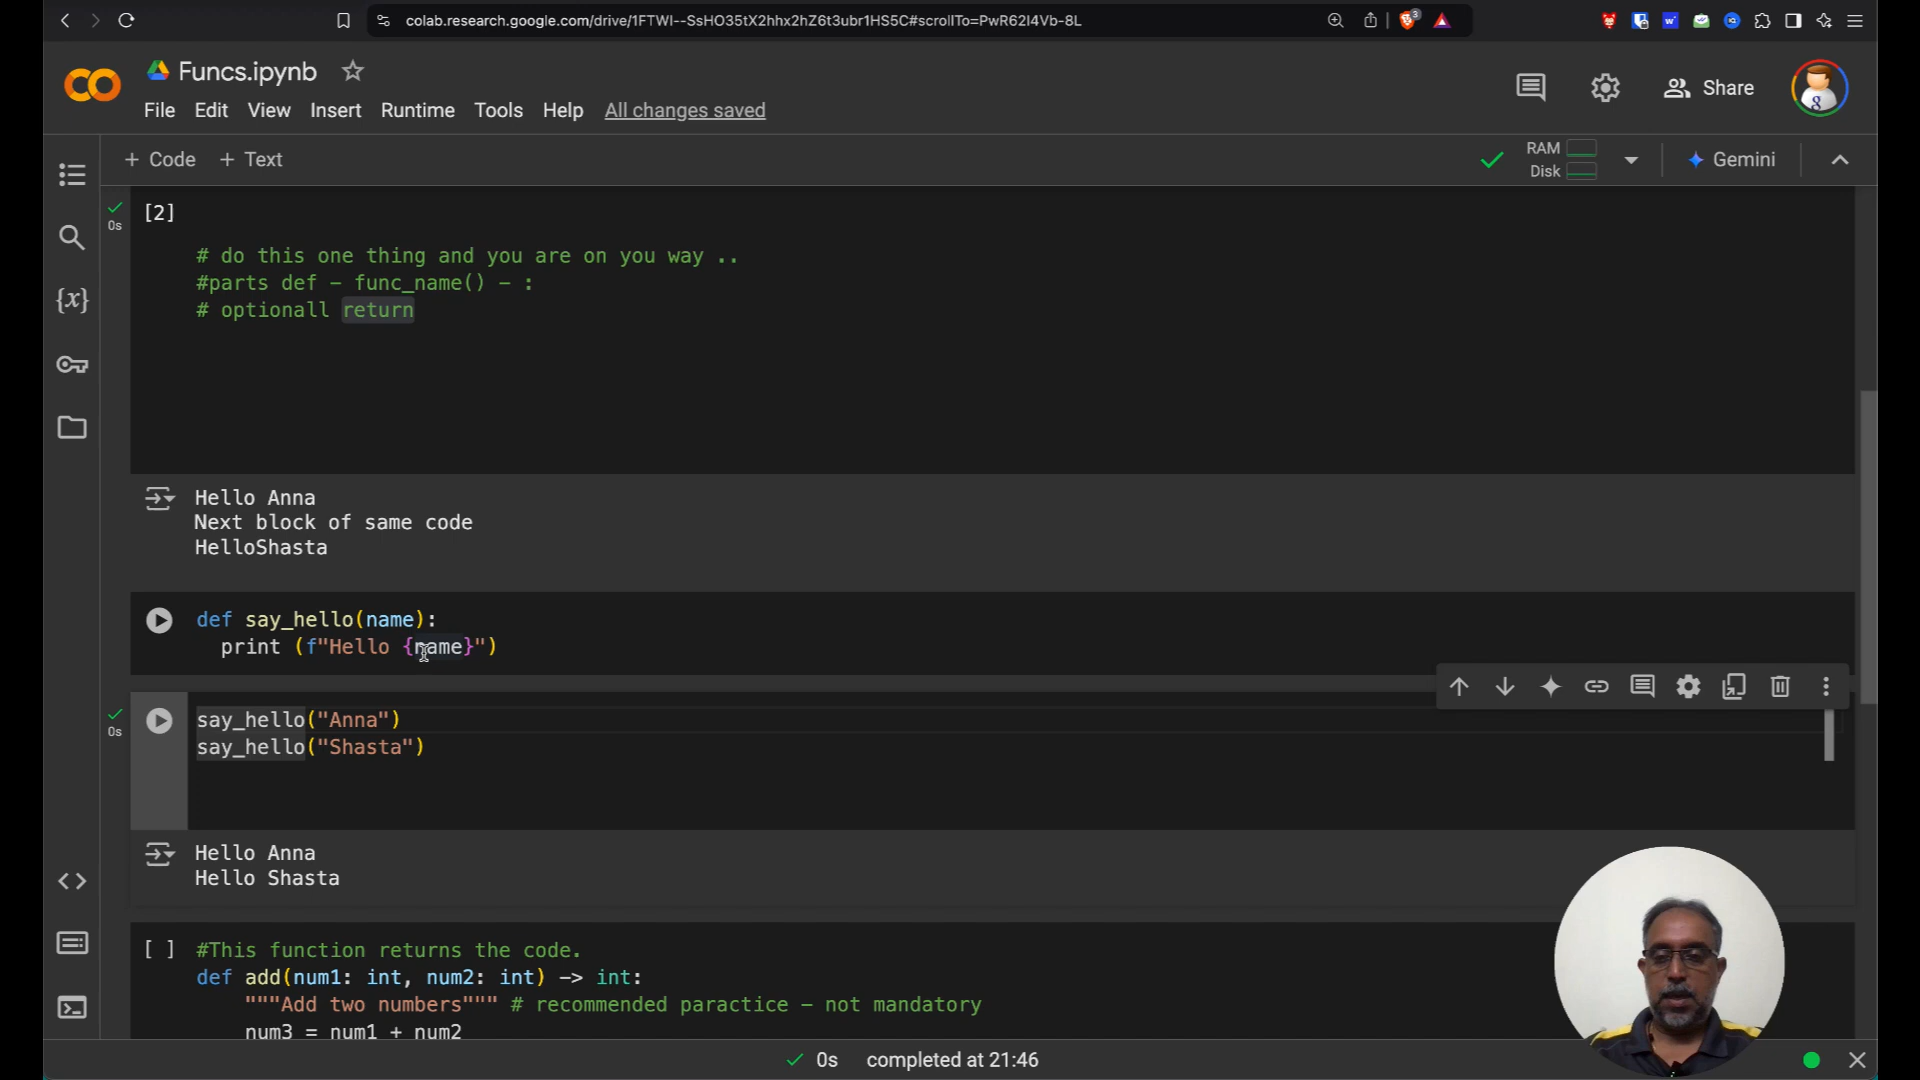 colab.research.google.com/drive/1FTWI--SsHO35tX2hhx2hZ6t3ubr1HS5C#scrollTo=PwR62I4Vb-8L
3
Funcs.ipynb
File Edit View Insert Runtime Tools Help All changes saved
Share
+ Code + Text
RAM
Disk
Gemini
0s
[2]
# do this one thing and you are on you way ..
#parts def - func_name() - :
# optionall return
Hello Anna
Next block of same code
HelloShasta
def say_hello(name):
print (f"Hello {name}")
0s
say_hello("Anna")
say_hello("Shasta")
Hello Anna
Hello Shasta
[ ] #This function returns the code.
def add(num1: int, num2: int) -> int:
"""Add two numbers""" # recommended paractice - not mandatory
num3 = num1 + num2
0s completed at 21:46